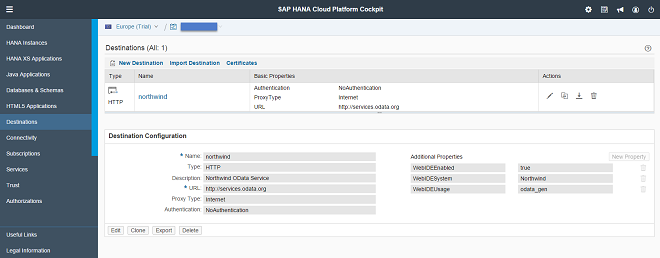 SAP HANA Cloud Platform Cockpit
Dashboard
HANA Instances
HANA XS Applications
Java Applications
Databases & Schemas
HTML5 Applications
Destinations
Connectivity
Subscriptions
Services
Trust
Authorizations
Useful Links
Legal Information
Europe (Trial)
Destinations (All: 1)
New Destination Import Destination Certificates
Type Name Basic Properties Actions
HTTP northwind
Authentication NoAuthentication
ProxyType Internet
URL http://services.odata.org
Destination Configuration
* Name: northwind
Type: HTTP
Description: Northwind OData Service
* URL: http://services.odata.org
Proxy Type: Internet
Authentication: NoAuthentication
Additional Properties New Property
WebIDEEnabled true
WebIDESystem Northwind
WebIDEUsage odata_gen
Edit Clone Export Delete